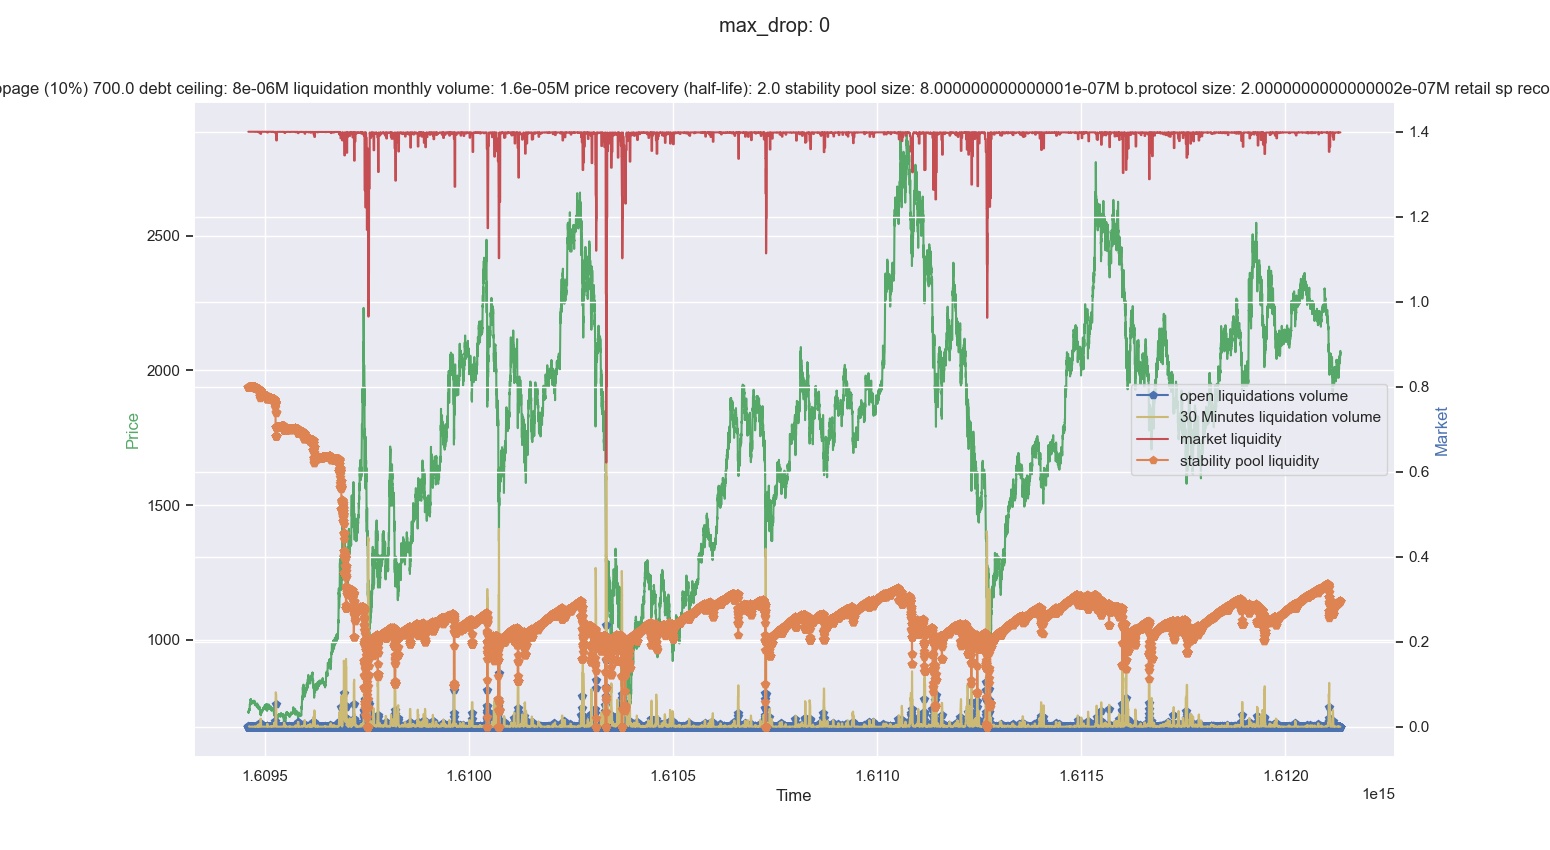 max_drop: 0
(10%) 700.0 debt ceiling: 8e-06M liquidation monthly volume: 1.6e-05M price recovery (half-life): 2.0 stability pool size: 8.000000000000001e-07M b.protocol size: 2.0000000000000002e-07M retail sp
1.4
2500
1.2
1.0
2000
0.8
open liquidations volume
30 Minutes liquidation volume
market liquidity
stability pool liquidity
Price
Market
0.6
1500
0.4
1000
0.2
0.0
1.6095 1.6100 1.6105 1.6110 1.6115 1.6120
Time
1e15